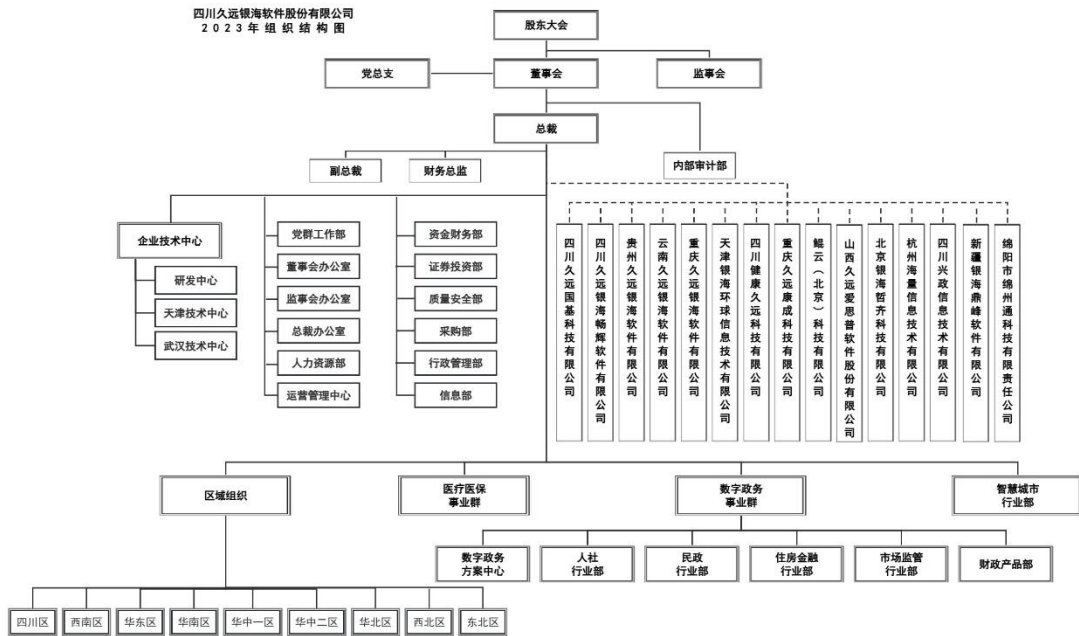 四川久远银海软件股份有限公司
2023年组织结构图
股东大会
党总支
董事会
监事会
总裁
副总裁
财务总监
内部审计部
企业技术中心
研发中心
天津技术中心
武汉技术中心
党群工作部
董事会办公室
监事会办公室
总裁办公室
人力资源部
运营管理中心
资金财务部
证券投资部
质量安全部
采购部
行政管理部
信息部
四川久远国基科技有限公司
四川久远银海畅辉软件有限公司
贵州久远银海软件有限公司
云南久远银海软件有限公司
重庆久远银海软件有限公司
天津银海环球信息技术有限公司
四川健康久远科技有限公司
重庆久远康成科技有限公司
鲲云（北京）科技有限公司
山西久远爱思普软件股份有限公司
北京银海哲齐科技有限公司
杭州海量信息技术有限公司
四川兴政信息技术有限公司
新疆银海鼎峰软件有限公司
绵阳市绵州通科技有限责任公司
区域组织
医疗医保
事业群
数字政务
事业群
智慧城市
行业部
数字政务
方案中心
人社
行业部
民政
行业部
住房金融
行业部
市场监管
行业部
财政产品部
四川区
西南区
华东区
华南区
华中一区
华中二区
华北区
西北区
东北区